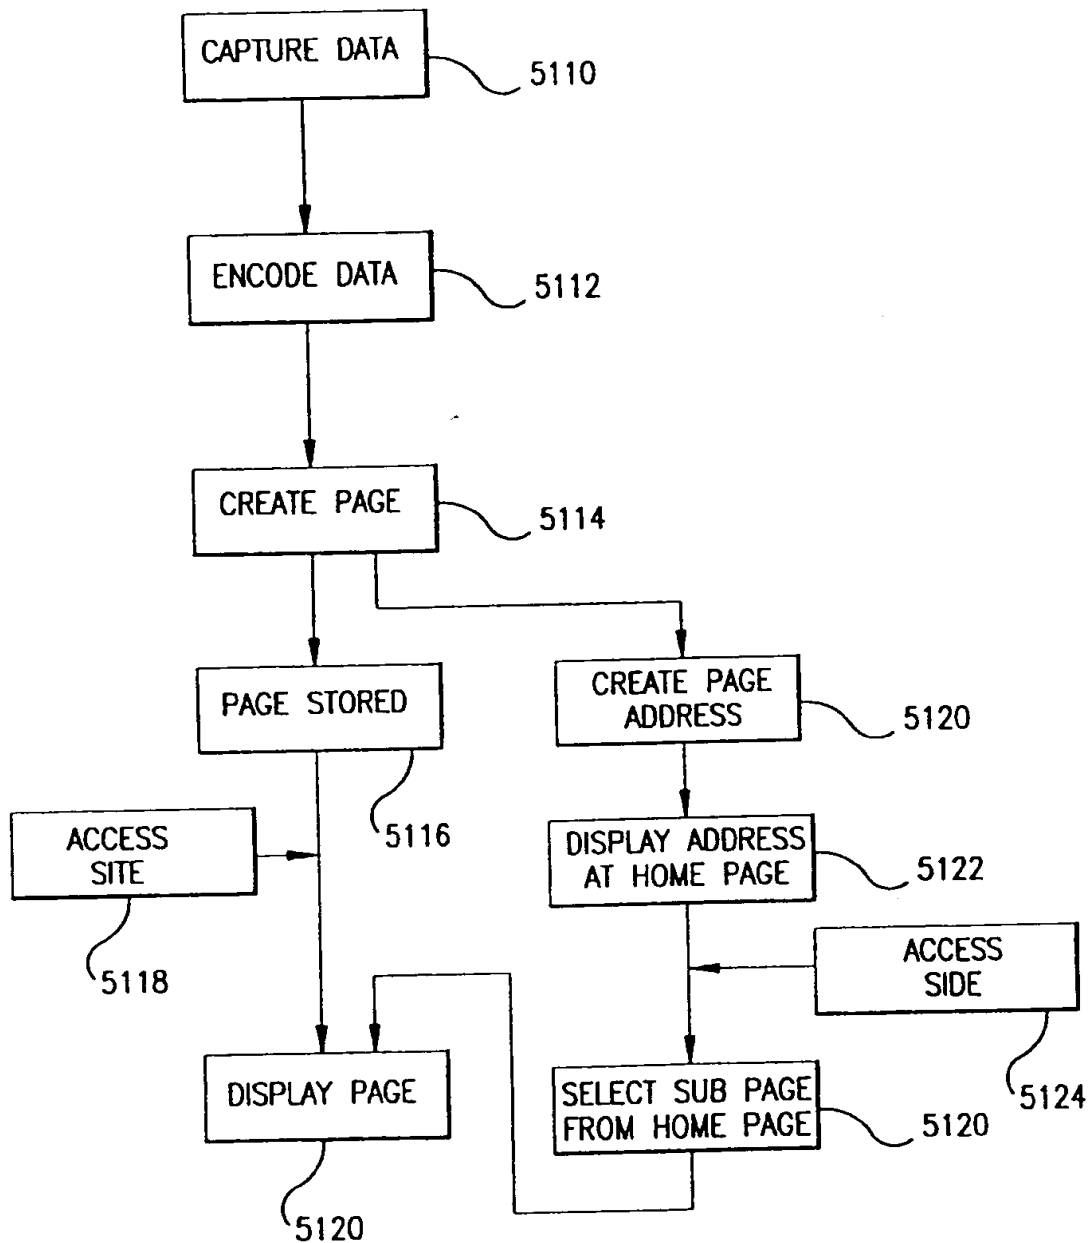 CAPTURE DATA
5110
ENCODE DATA
5112
CREATE PAGE
5114
PAGE STORED
5116
CREATE PAGE
ADDRESS
5120
ACCESS
SITE
5118
DISPLAY ADDRESS
AT HOME PAGE
5122
ACCESS
SIDE
5124
DISPLAY PAGE
5120
SELECT SUB PAGE
FROM HOME PAGE
5120